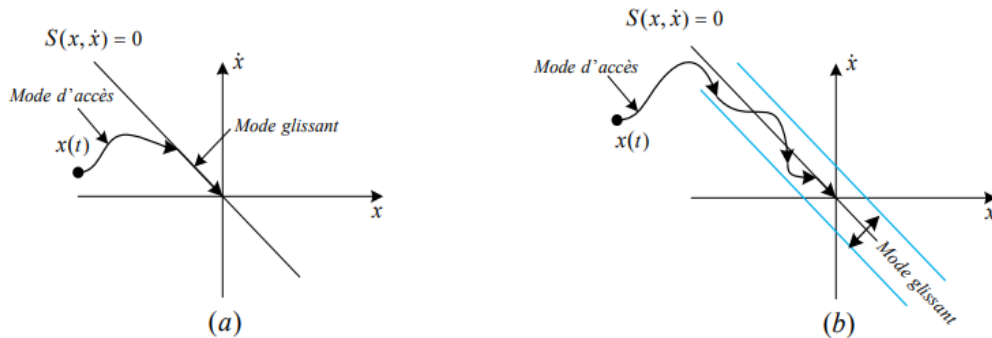 S(x, ẋ) = 0
ẋ
Mode d'accès
x(t)
Mode glissant
x
(a)
S(x, ẋ) = 0
ẋ
Mode d'accès
x(t)
x
Mode glissant
(b)